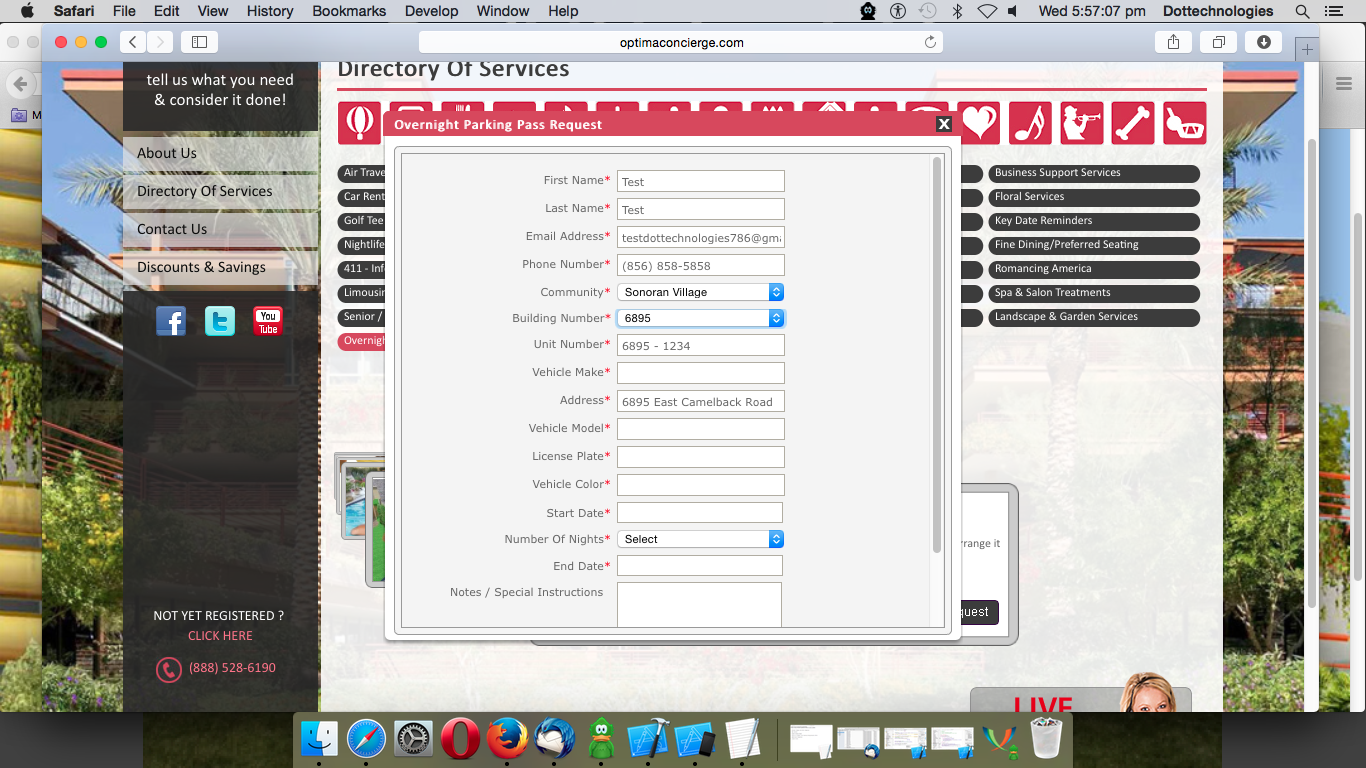 Safari File Edit View History Bookmarks Develop Window Help Wed 5:57:07 pm Dottechnologies
optimaconcierge.com
M
tell us what you need
& consider it done!
About Us
Directory Of Services
Contact Us
Discounts & Savings
You
Tube
NOT YET REGISTERED ?
CLICK HERE
(888) 528-6190
Directory Of Services
Air Trave
Car Rent
Golf Tee
Nightlife
411 - Inf
Limousin
Senior /
Overnigh
Overnight Parking Pass Request
X
First Name* Test
Last Name* Test
Email Address* testdottechnologies786@gma
Phone Number* (856) 858-5858
Community* Sonoran Village
Building Number* 6895
Unit Number* 6895 - 1234
Vehicle Make*
Address* 6895 East Camelback Road
Vehicle Model*
License Plate*
Vehicle Color*
Start Date*
Number Of Nights* Select
End Date*
Notes / Special Instructions
Business Support Services
Floral Services
Key Date Reminders
Fine Dining/Preferred Seating
Romancing America
Spa & Salon Treatments
Landscape & Garden Services
rrange it
quest
LIVE